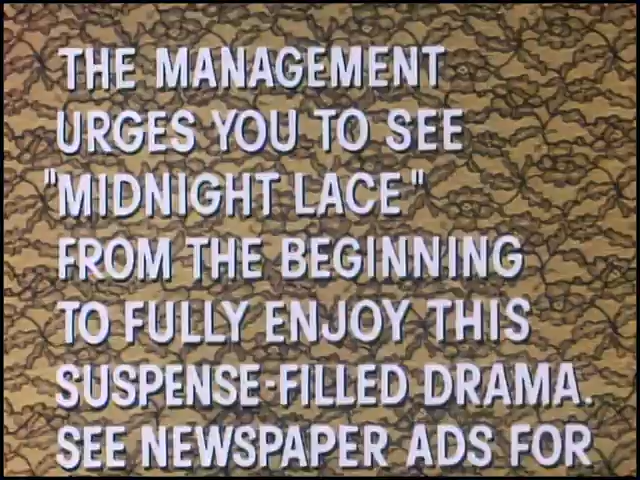 THE MANAGEMENT
URGES YOU TO SEE
"MIDNIGHT LACE"
FROM THE BEGINNING
TO FULLY ENJOY THIS
SUSPENSE-FILLED DRAMA.
SEE NEWSPAPER ADS FOR